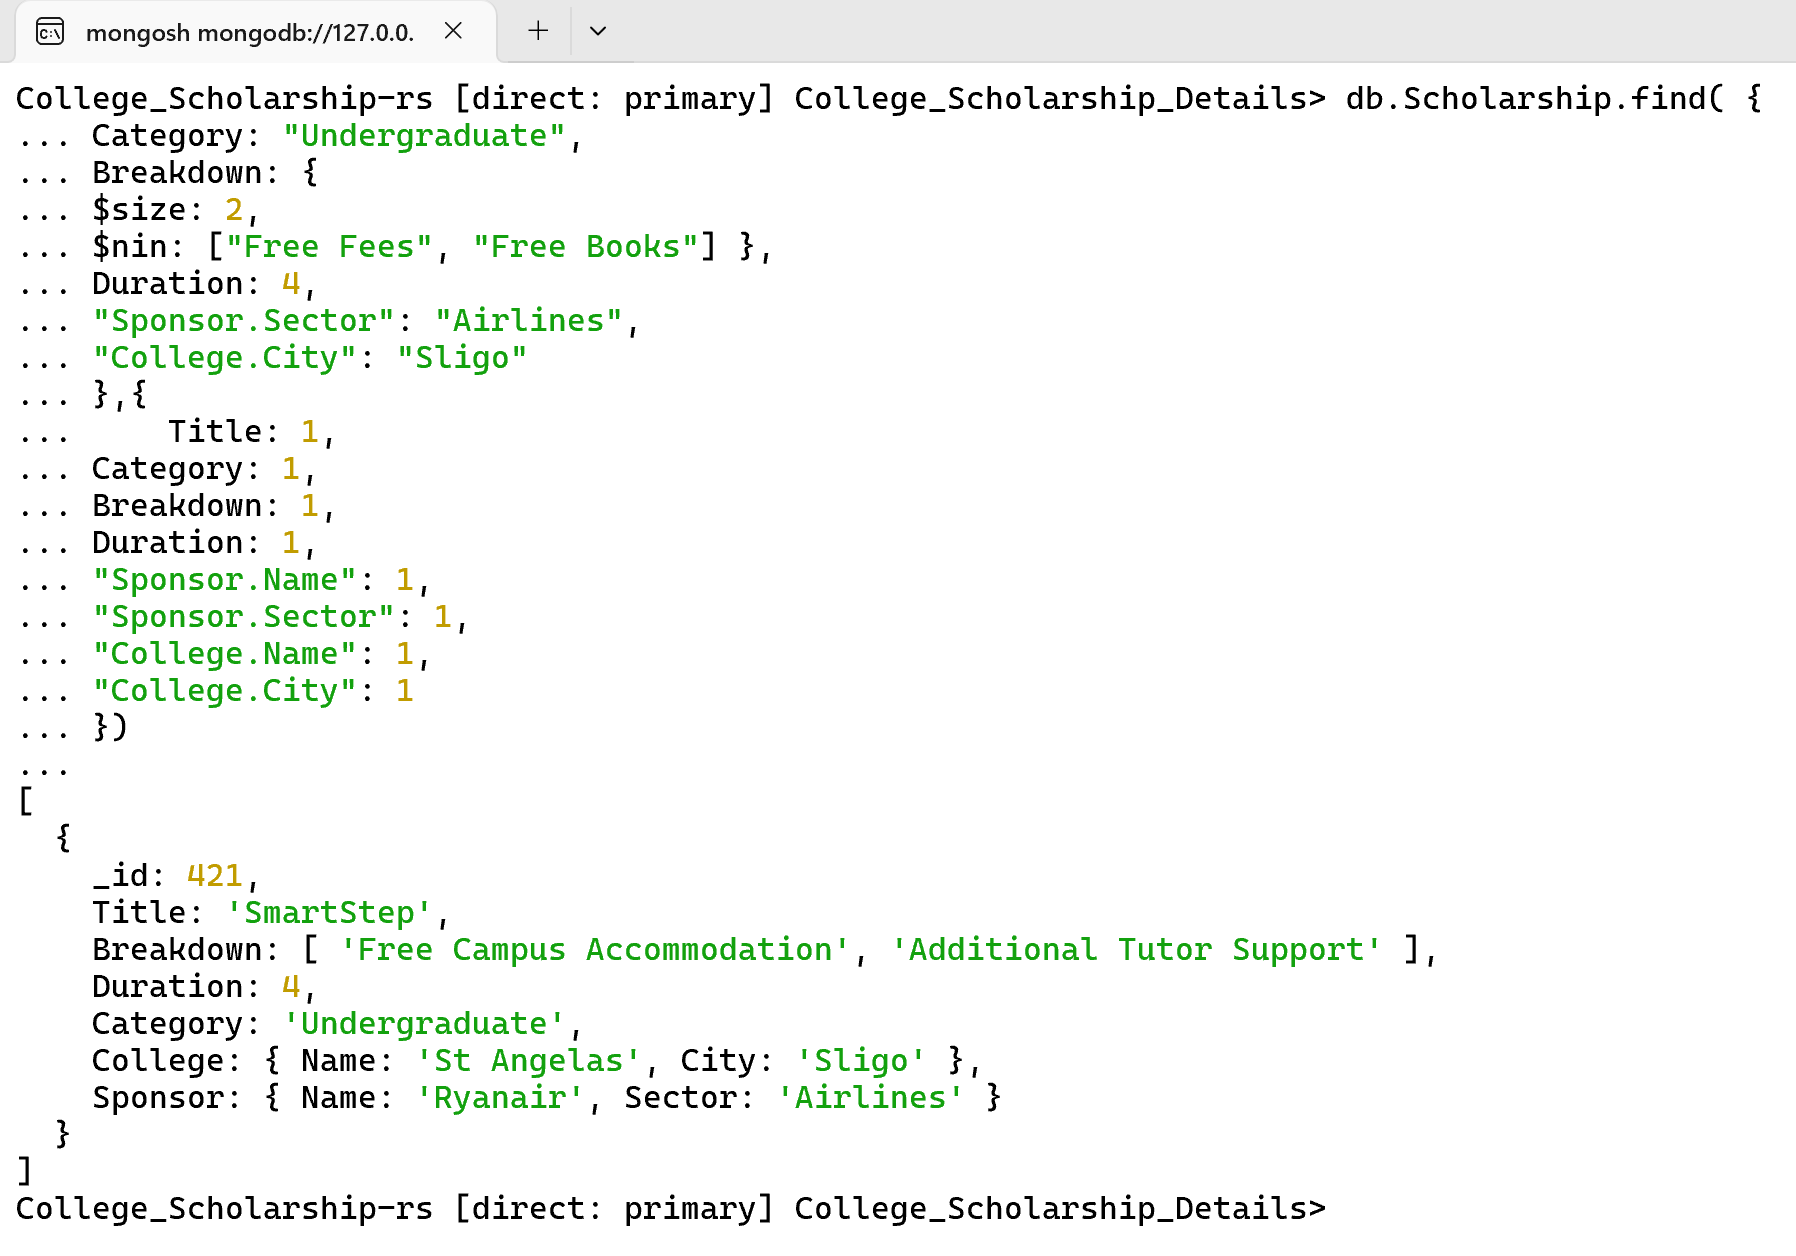 mongosh mongodb://127.0.0.
College_Scholarship-rs [direct: primary] College_Scholarship_Details> db.Scholarship.find( {
... Category: "Undergraduate",
... Breakdown: {
... $size: 2,
... $nin: ["Free Fees", "Free Books"] },
... Duration: 4,
... "Sponsor.Sector": "Airlines",
... "College.City": "Sligo"
... },{
...     Title: 1,
... Category: 1,
... Breakdown: 1,
... Duration: 1,
... "Sponsor.Name": 1,
... "Sponsor.Sector": 1,
... "College.Name": 1,
... "College.City": 1
... })
...
[
  {
    _id: 421,
    Title: 'SmartStep',
    Breakdown: [ 'Free Campus Accommodation', 'Additional Tutor Support' ],
    Duration: 4,
    Category: 'Undergraduate',
    College: { Name: 'St Angelas', City: 'Sligo' },
    Sponsor: { Name: 'Ryanair', Sector: 'Airlines' }
  }
]
College_Scholarship-rs [direct: primary] College_Scholarship_Details>